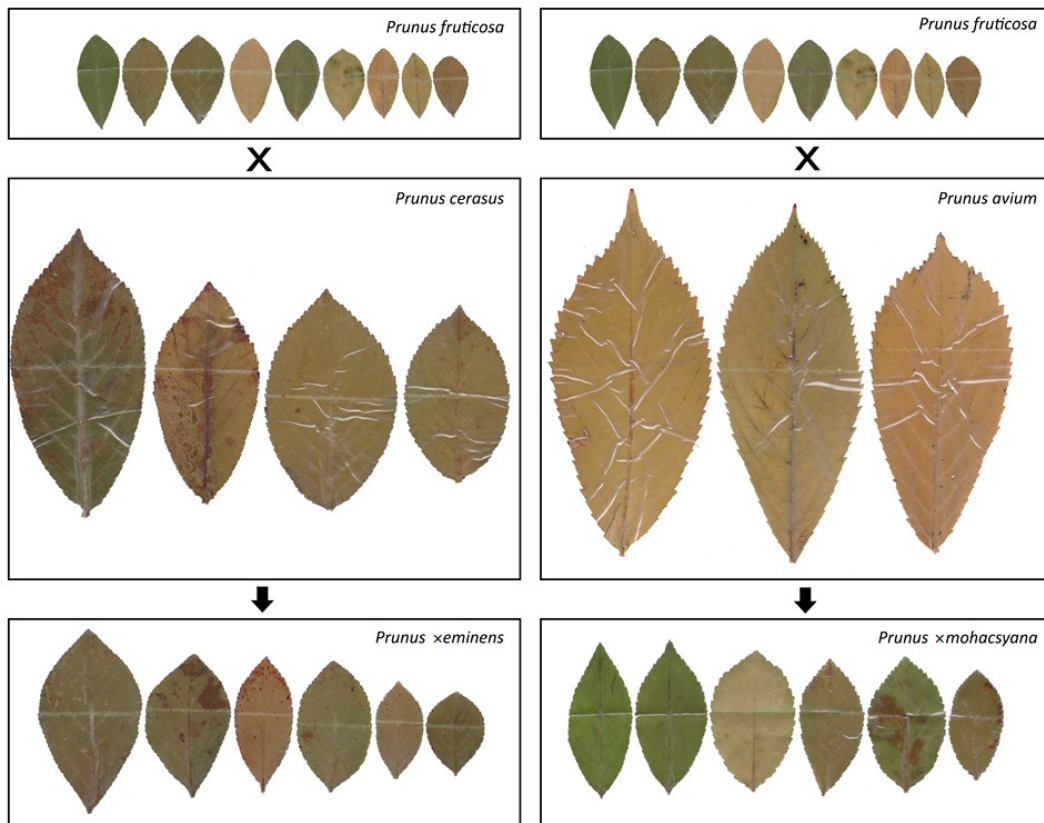 Prunus fruticosa
Prunus fruticosa
X
X
Prunus cerasus
Prunus avium
Prunus ×eminens
Prunus ×mohacsyana